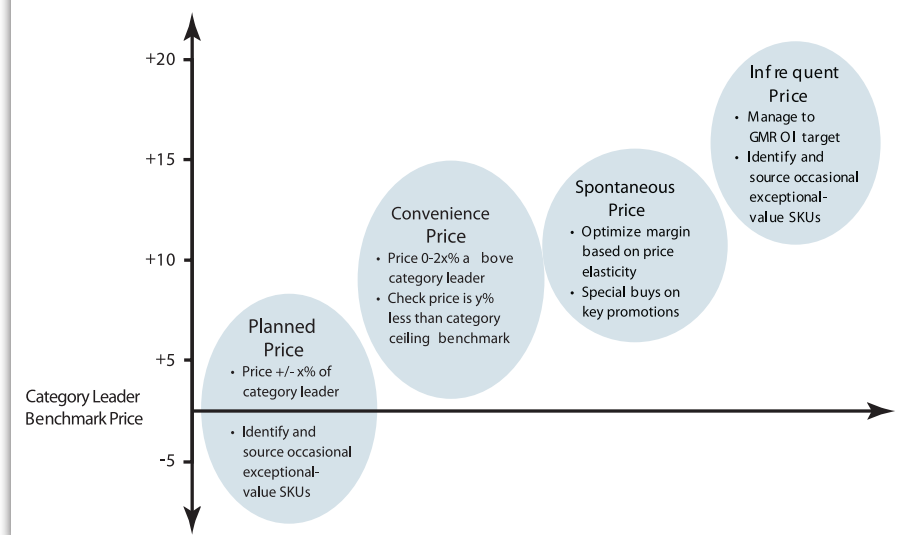 +20
+15
+10
+5
Category Leader
Benchmark Price
-5
Planned
Price
• Price +/- x% of
category leader
• Identify and
source occasional
exceptional-
value SKUs
Convenience
Price
• Price 0-2x% a bove
category leader
• Check price is y%
less than category
ceiling benchmark
Spontaneous
Price
• Optimize margin
based on price
elasticity
• Special buys on
key promotions
Inf re quent
Price
• Manage to
GMR OI target
• Identify and
source occasional
exceptional-
value SKUs